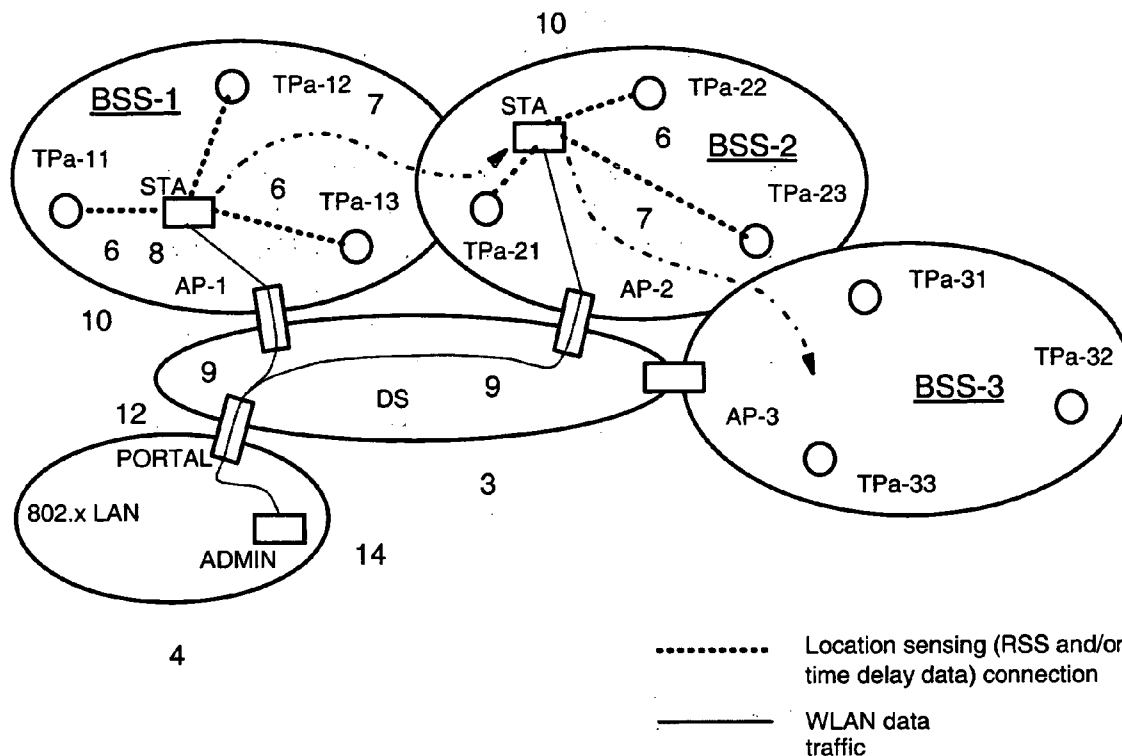 10
BSS-1
TPa-12
7
STA
TPa-22
6
BSS-2
TPa-11
STA
6
TPa-13
TPa-23
7
6
8
TPa-21
AP-1
AP-2
TPa-31
10
9
9
DS
TPa-32
BSS-3
12
AP-3
PORTAL
3
TPa-33
802.x LAN
ADMIN
14
4
Location sensing (RSS and/or
time delay data) connection
WLAN data
traffic